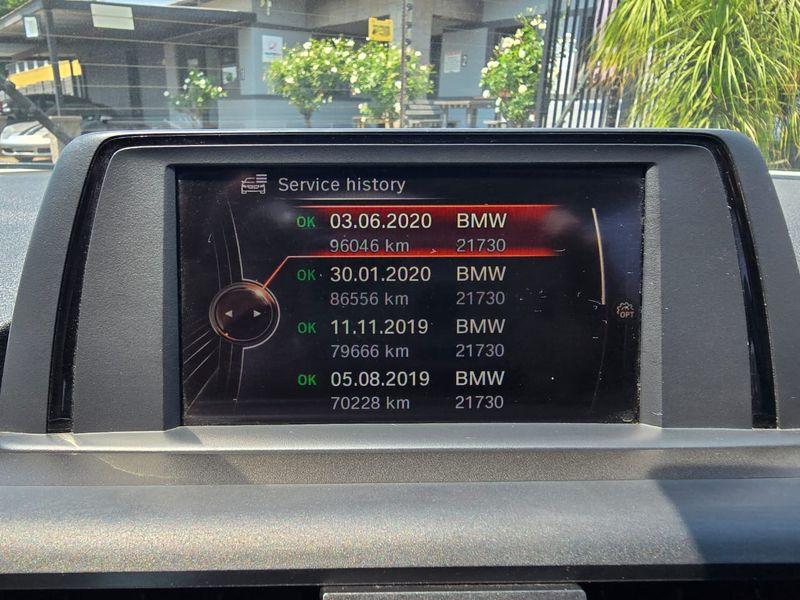 Service history
OK 03.06.2020 BMW
96046 km 21730
OK 30.01.2020 BMW
86556 km 21730
OK 11.11.2019 BMW
79666 km 21730
OK 05.08.2019 BMW
70228 km 21730
OPT